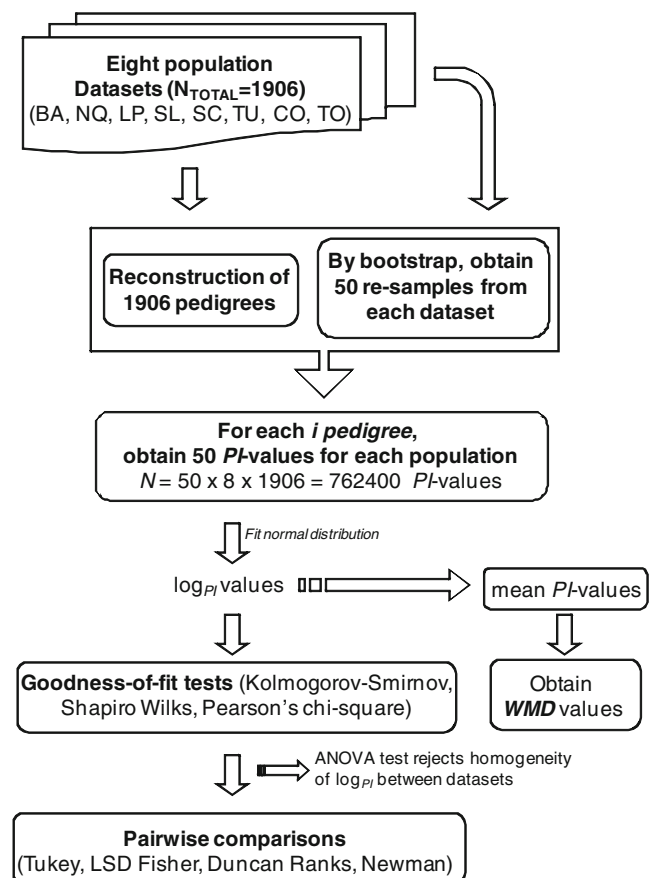 Eight population
Datasets (NTOTAL=1906)
(BA, NQ, LP, SL, SC, TU, CO, TO)
Reconstruction of
1906 pedigrees
By bootstrap, obtain
50 re-samples from
each dataset
For each i pedigree,
obtain 50 PI-values for each population
N = 50 x 8 x 1906 = 762400 PI-values
Fit normal distribution
logPI values
mean PI-values
Goodness-of-fit tests (Kolmogorov-Smirnov,
Shapiro Wilks, Pearson's chi-square)
Obtain
WMD values
ANOVA test rejects homogeneity
of logPI between datasets
Pairwise comparisons
(Tukey, LSD Fisher, Duncan Ranks, Newman)